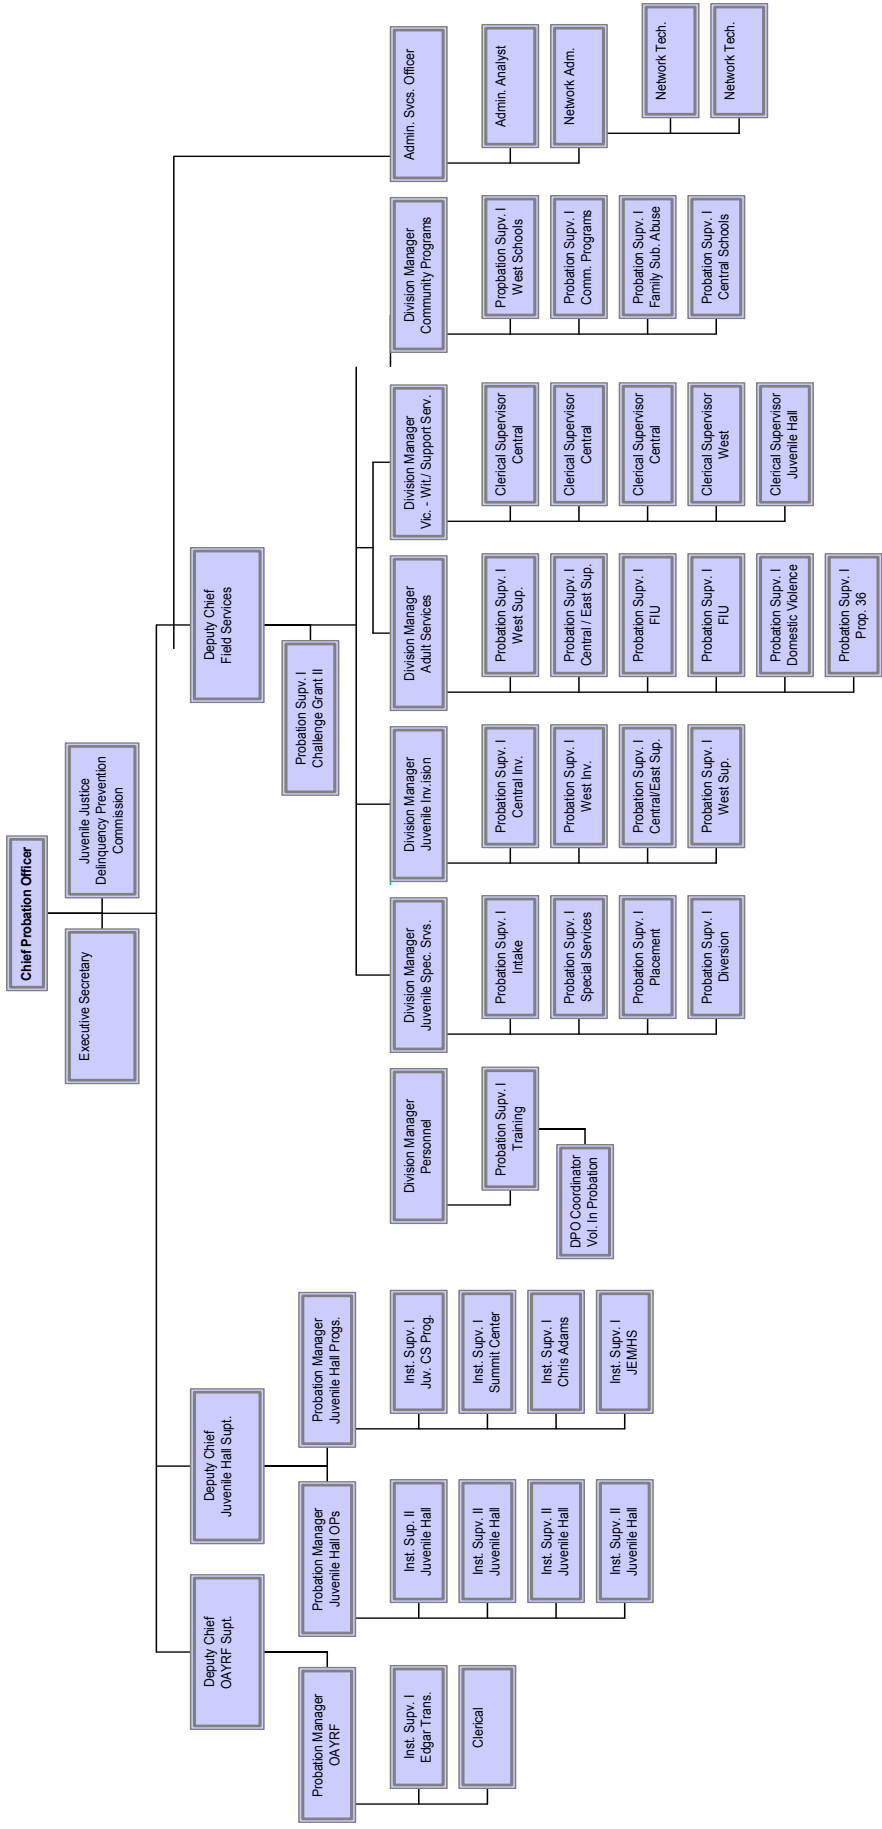 Chief Probation Officer
Executive Secretary
Juvenile Justice
Delinquency Prevention
Commission
Deputy Chief
OAYRF Supt.
Deputy Chief
Juvenile Hall Supt.
Deputy Chief
Field Services
Probation Supv. I
Challenge Grant II
Probation Manager
OAYRF
Inst. Supv. I
Edgar Trans.
Clerical
Probation Manager
Juvenile Hall OPs
Inst. Sup. II
Juvenile Hall
Inst. Supv. II
Juvenile Hall
Inst. Supv. II
Juvenile Hall
Inst. Supv. II
Juvenile Hall
Probation Manager
Juvenile Hall Progs.
Inst. Supv. I
Juv. CS Prog.
Inst. Supv. I
Summit Center
Inst. Supv. I
Chris Adams
Inst. Supv. I
JEM/HS
Division Manager
Personnel
Probation Supv. I
Training
DPO Coordinator
Vol. In Probation
Division Manager
Juvenile Spec. Srvs.
Probation Supv. I
Intake
Probation Supv. I
Special Services
Probation Supv. I
Placement
Probation Supv. I
Diversion
Division Manager
Juvenile Inv.ision
Probation Supv. I
Central Inv.
Probation Supv. I
West Inv.
Probation Supv. I
Central/East Sup.
Probation Supv. I
West Sup.
Division Manager
Adult Services
Probation Supv. I
West Sup.
Probation Supv. I
Central / East Sup.
Probation Supv. I
FIU
Probation Supv. I
FIU
Probation Supv. I
Domestic Violence
Probation Supv. I
Prop. 36
Division Manager
Vic. - Wit./ Support Serv.
Clerical Supervisor
Central
Clerical Supervisor
Central
Clerical Supervisor
Central
Clerical Supervisor
West
Clerical Supervisor
Juvenile Hall
Division Manager
Community Programs
Propbation Supv. I
West Schools
Probation Supv. I
Comm. Programs
Probation Supv. I
Family Sub. Abuse
Probation Supv. I
Central Schools
Admin. Svcs. Officer
Admin. Analyst
Network Adm.
Network Tech.
Network Tech.